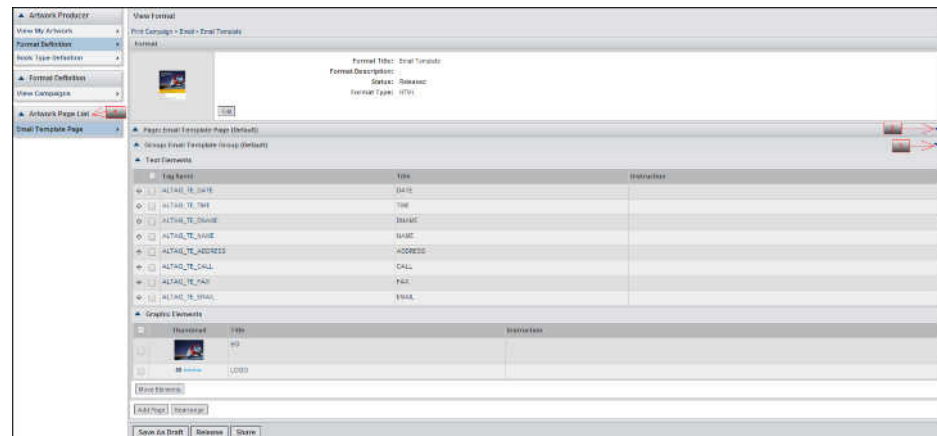 Artwork Producer
View My Artwork
Format Definition
Book Type Definition
Format Definition
View Campaigns
Artwork Page List
Email Template Page
View Format
Print Campaign > Email > Email Template
Format
Format Title: Email Template
Format Description:
Status: Released
Format Type: HTML
Edit
Page: Email Template Page (Default)
Group: Email Template Group (Default)
Text Elements
Tag Name Title Instruction
ALTAG_TE_DATE DATE
ALTAG_TE_TIME TIME
ALTAG_TE_DNAME DNAME
ALTAG_TE_NAME NAME
ALTAG_TE_ADDRESS ADDRESS
ALTAG_TE_CALL CALL
ALTAG_TE_FAX FAX
ALTAG_TE_EMAIL EMAIL
Graphic Elements
Thumbnail Title Instruction
LOGO
Move Elements
Add Page Rearrange
Save As Draft Release Share